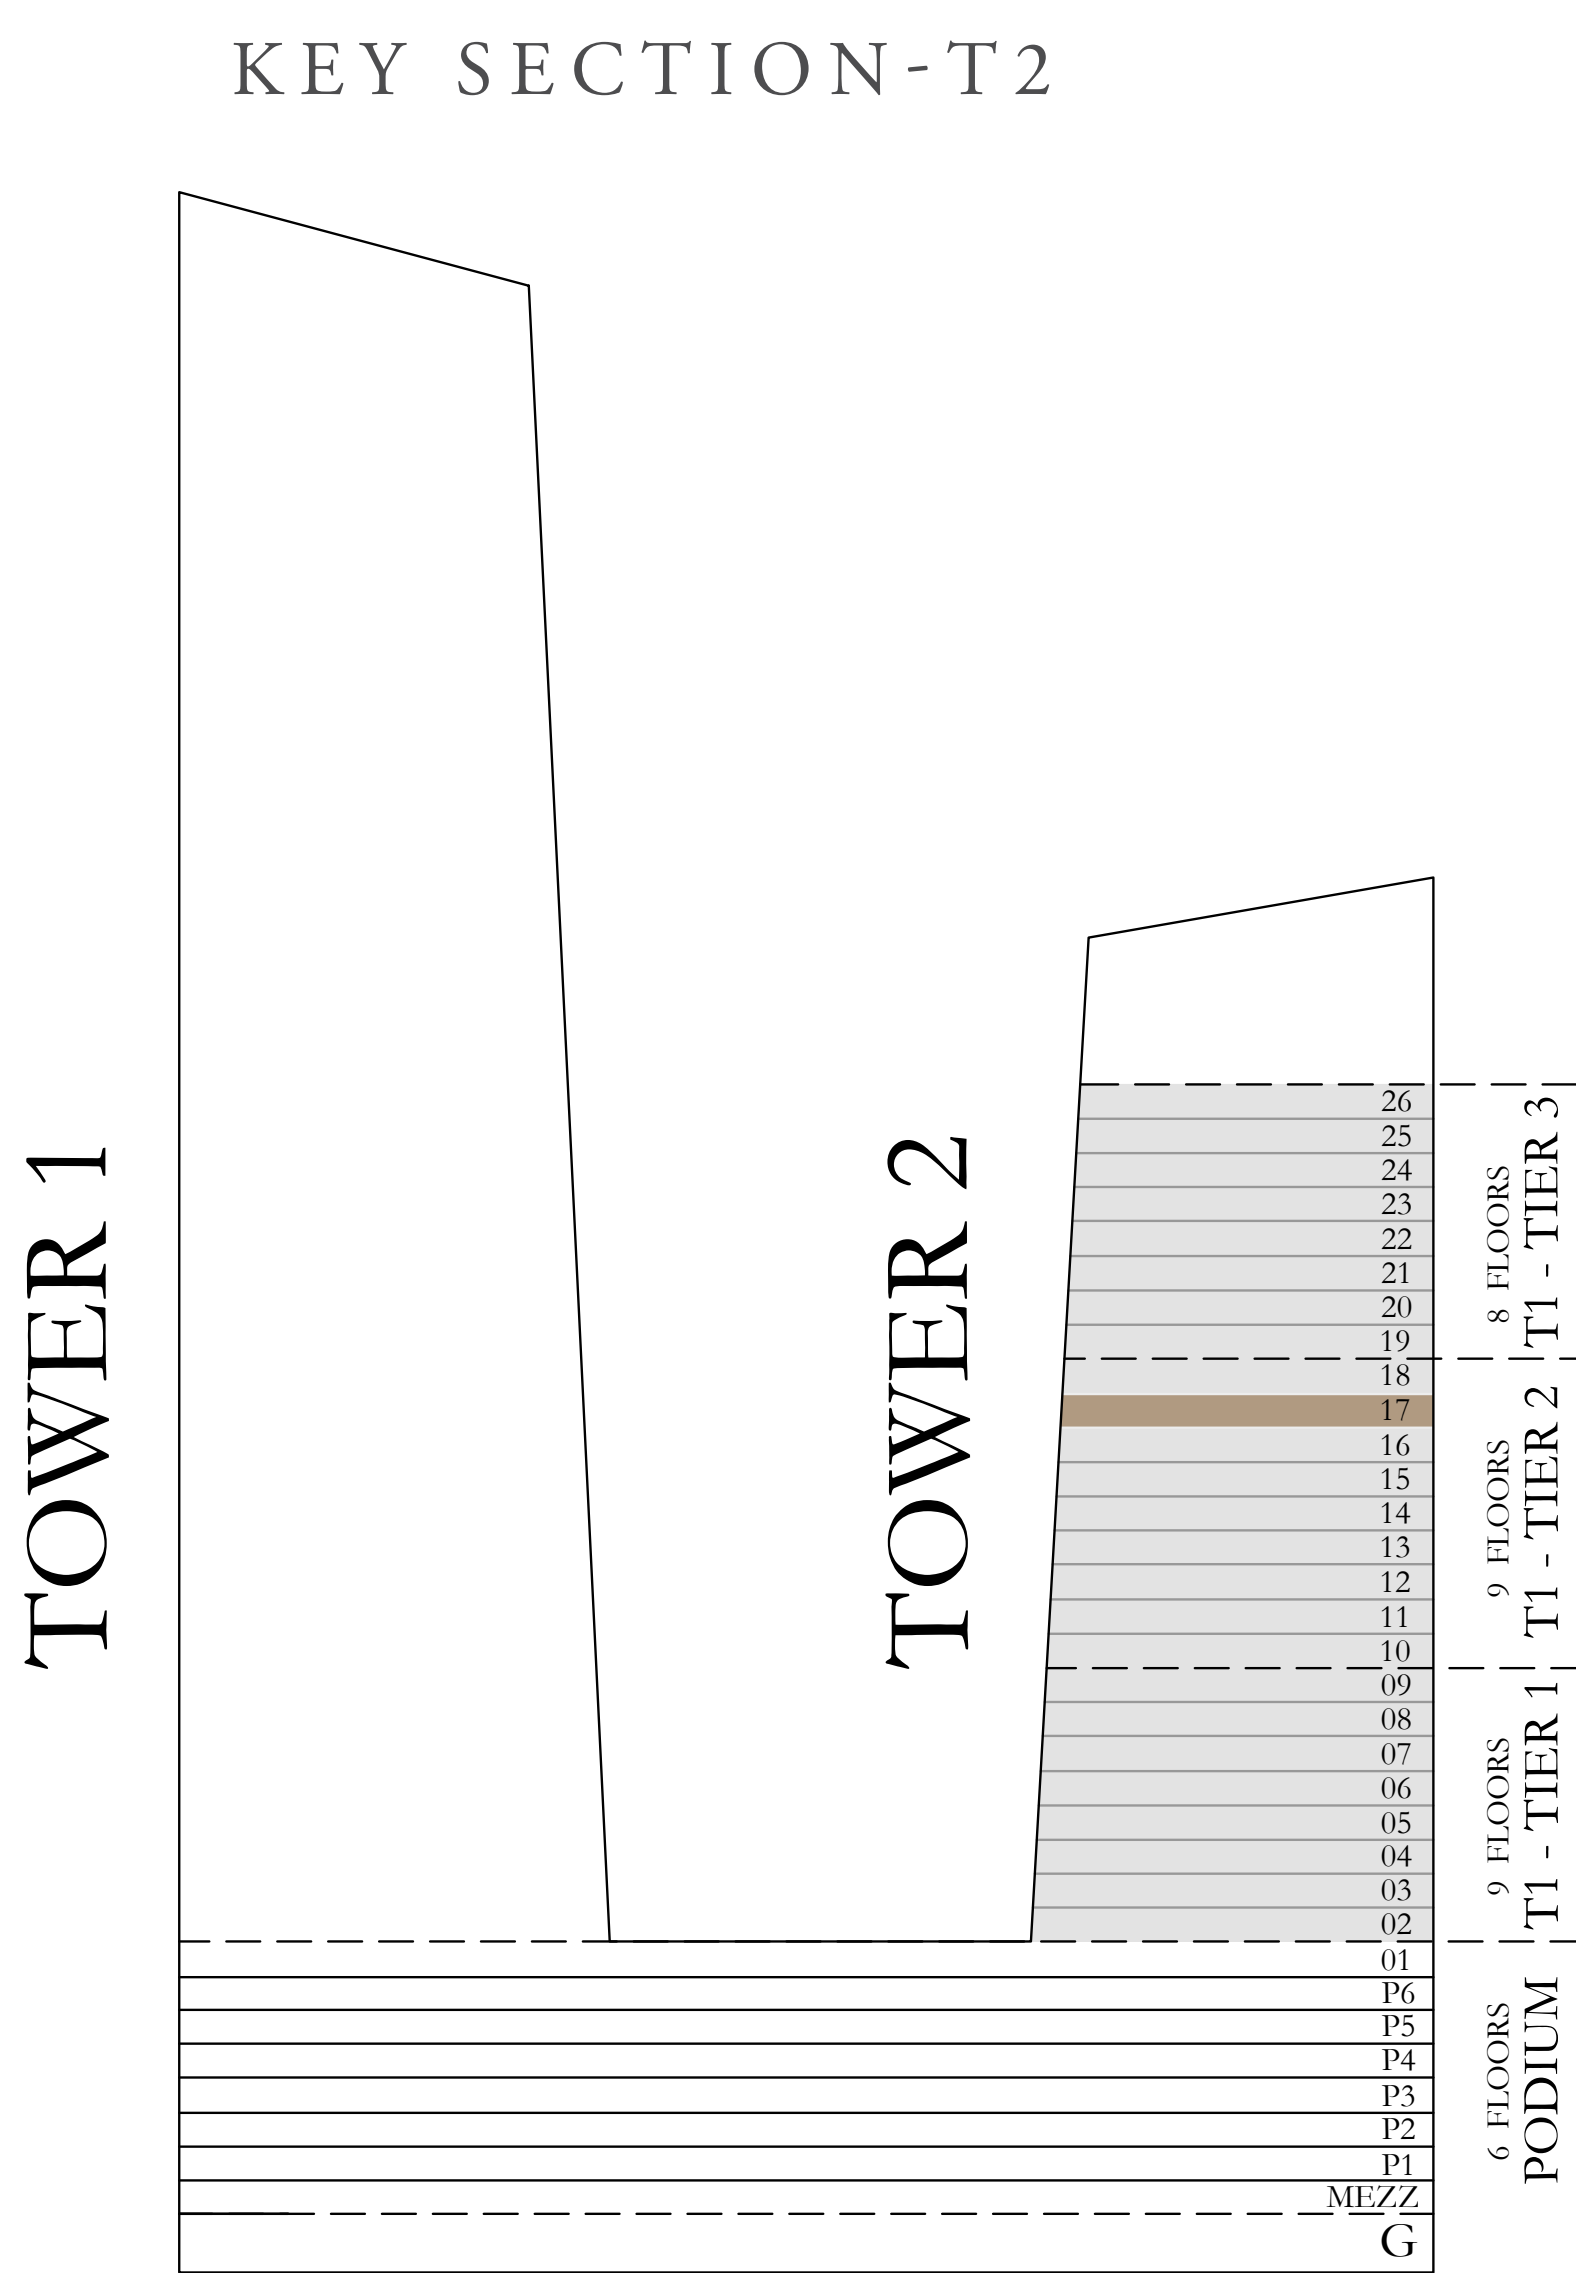 KEY SECTION-T2
TOWER 1
TOWER 2
26
25
24
23
22
21
20
19
18
17
16
15
14
13
12
11
10
09
08
07
06
05
04
03
02
01
P6
P5
P4
P3
P2
P1
MEZZ
G
8 FLOORS
T1 - TIER 3
9 FLOORS
T1 - TIER 2
9 FLOORS
T1 - TIER 1
6 FLOORS
PODIUM